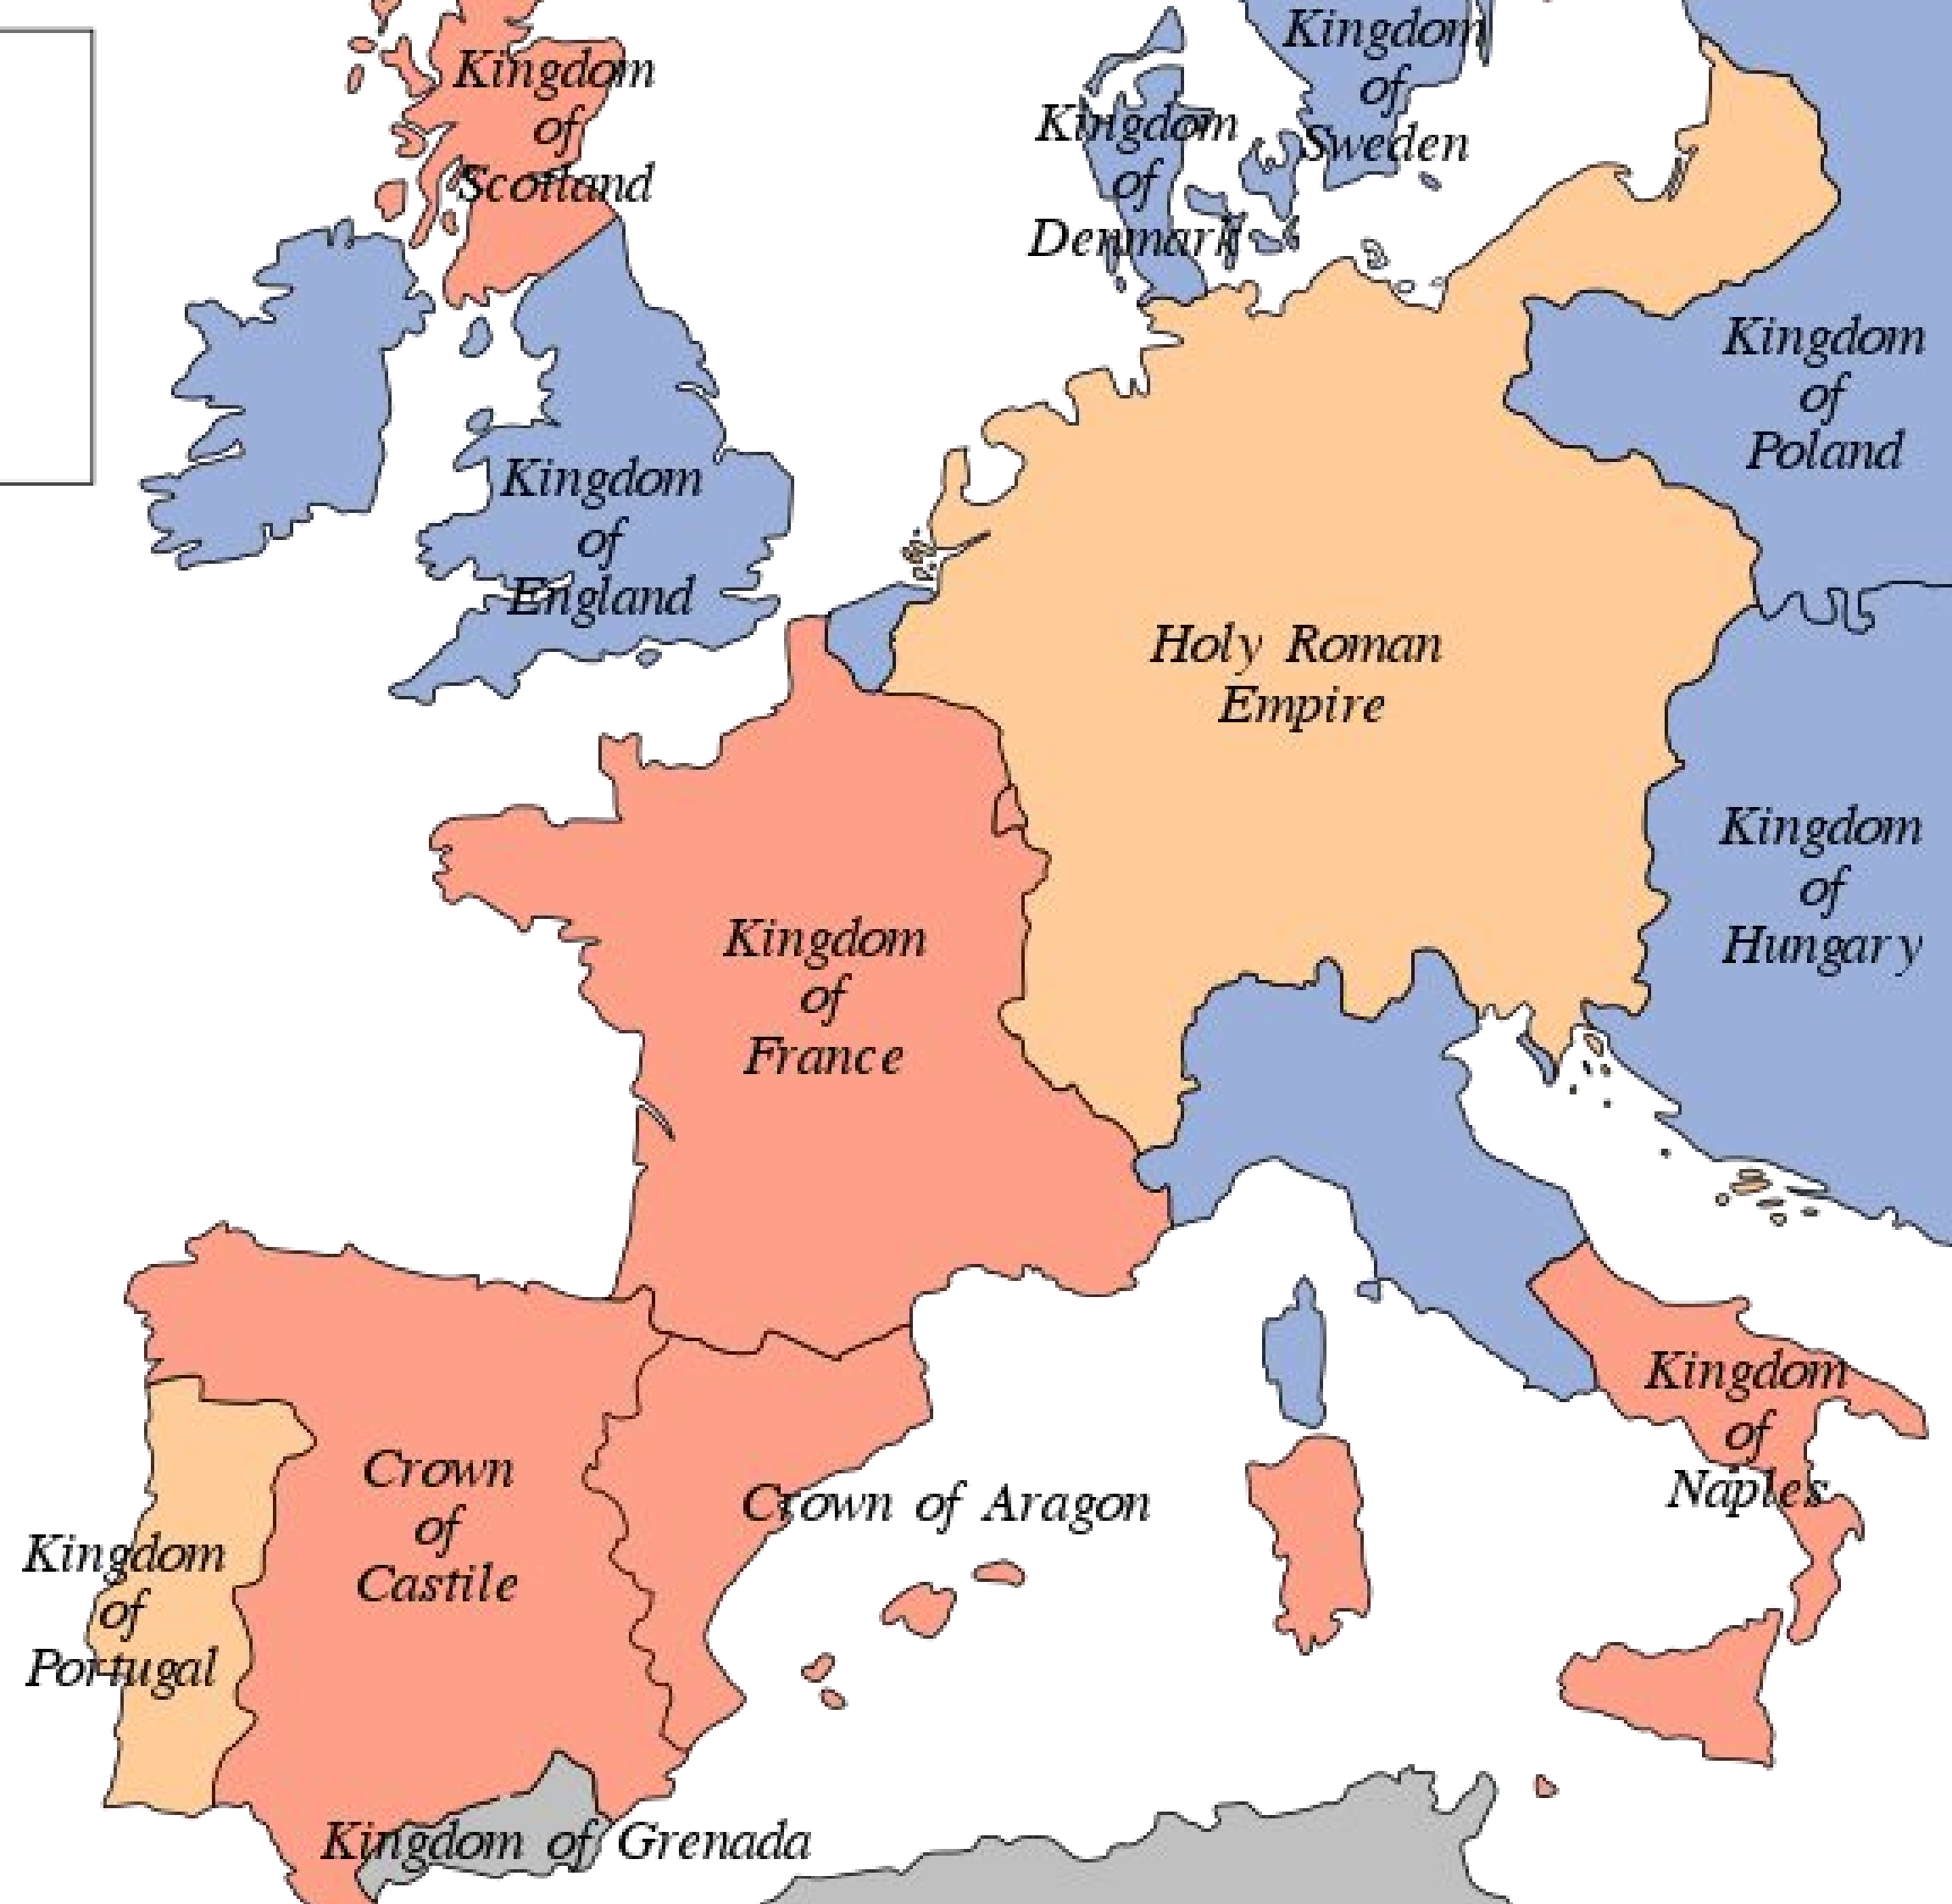 Kingdom
of
Scotland
Kingdom
of
Denmark
Kingdom
of
Sweden
Kingdom
of
Poland
Kingdom
of
England
Holy Roman
Empire
Kingdom
of
Hungary
Kingdom
of
France
Kingdom
of
Naples
Crown
of
Castile
Crown of Aragon
Kingdom
of
Portugal
Kingdom of Grenada